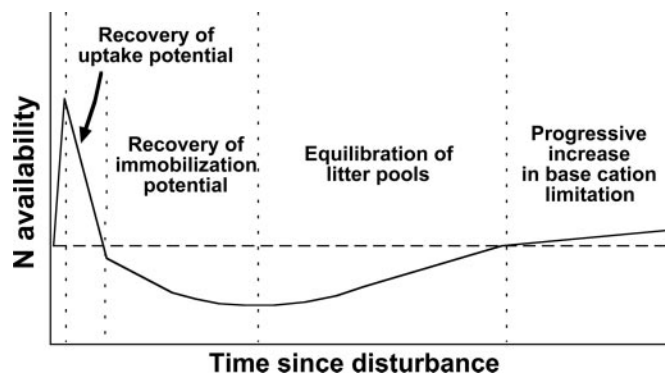 Recovery of
uptake potential
Recovery of
immobilization
potential
Equilibration of
litter pools
Progressive
increase
in base cation
limitation
N availability
Time since disturbance